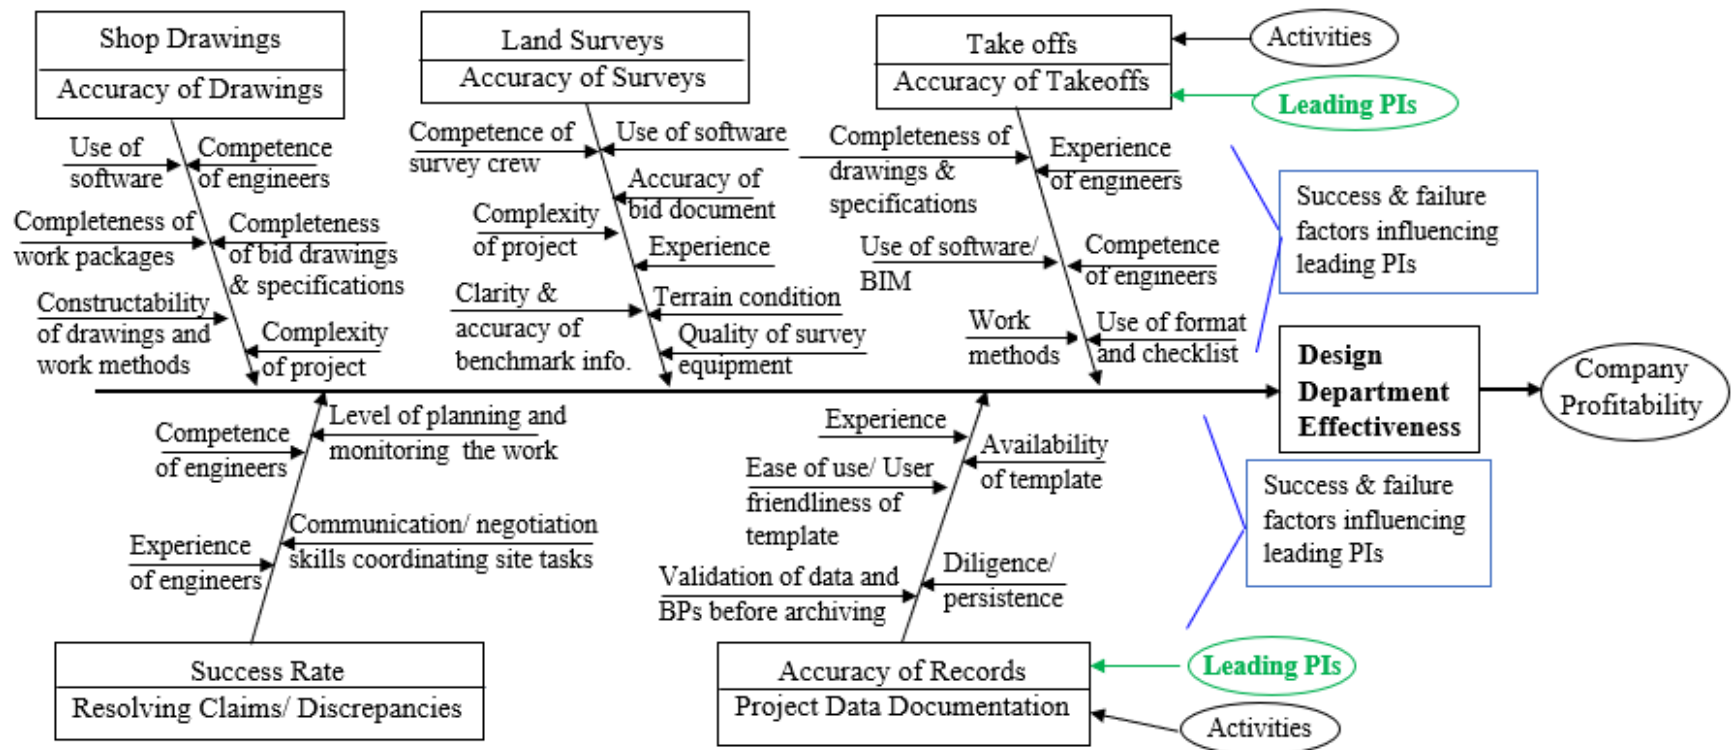 Shop Drawings
Accuracy of Drawings
Land Surveys
Accuracy of Surveys
Take offs
Accuracy of Takeoffs
Activities
Leading PIs
Use of
software
Competence
of engineers
Completeness of
work packages
Completeness
of bid drawings
& specifications
Constructability
of drawings and
work methods
Complexity
of project
Competence of
survey crew
Use of software
Accuracy of
bid document
Complexity
of project
Experience
Clarity &
accuracy of
benchmark info.
Terrain condition
Quality of survey
equipment
Completeness of
drawings &
specifications
Experience
of engineers
Use of software/
BIM
Competence
of engineers
Work
methods
Use of format
and checklist
Success & failure
factors influencing
leading PIs
Design
Department
Effectiveness
Company
Profitability
Competence
of engineers
Level of planning and
monitoring the work
Experience
of engineers
Communication/ negotiation
skills coordinating site tasks
Experience
Availability
of template
Ease of use/ User
friendliness of
template
Validation of data and
BPs before archiving
Diligence/
persistence
Success & failure
factors influencing
leading PIs
Success Rate
Resolving Claims/ Discrepancies
Accuracy of Records
Project Data Documentation
Leading PIs
Activities